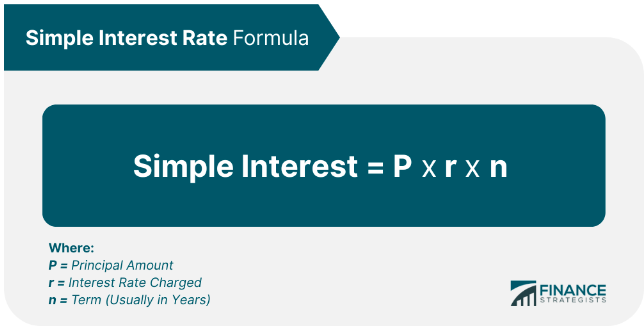 Simple Interest Rate Formula
Simple Interest = P x r x n
Where:
P = Principal Amount
r = Interest Rate Charged
n = Term (Usually in Years)
FINANCE
STRATEGISTS